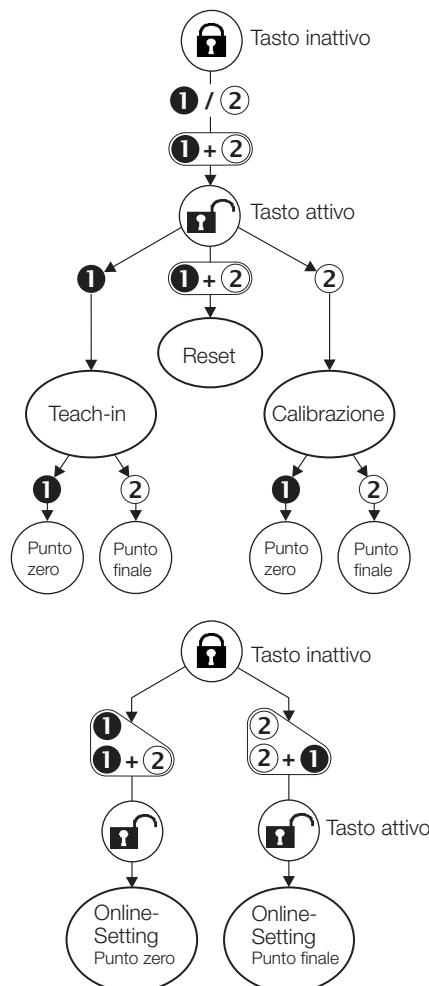 Tasto inattivo
1 / 2
1 + 2
Tasto attivo
1
1 + 2
2
Reset
Teach-in
Calibrazione
1
2
1
2
Punto
zero
Punto
finale
Punto
zero
Punto
finale
Tasto inattivo
1
1 + 2
2
2 + 1
Tasto attivo
Online-
Setting
Punto zero
Online-
Setting
Punto finale